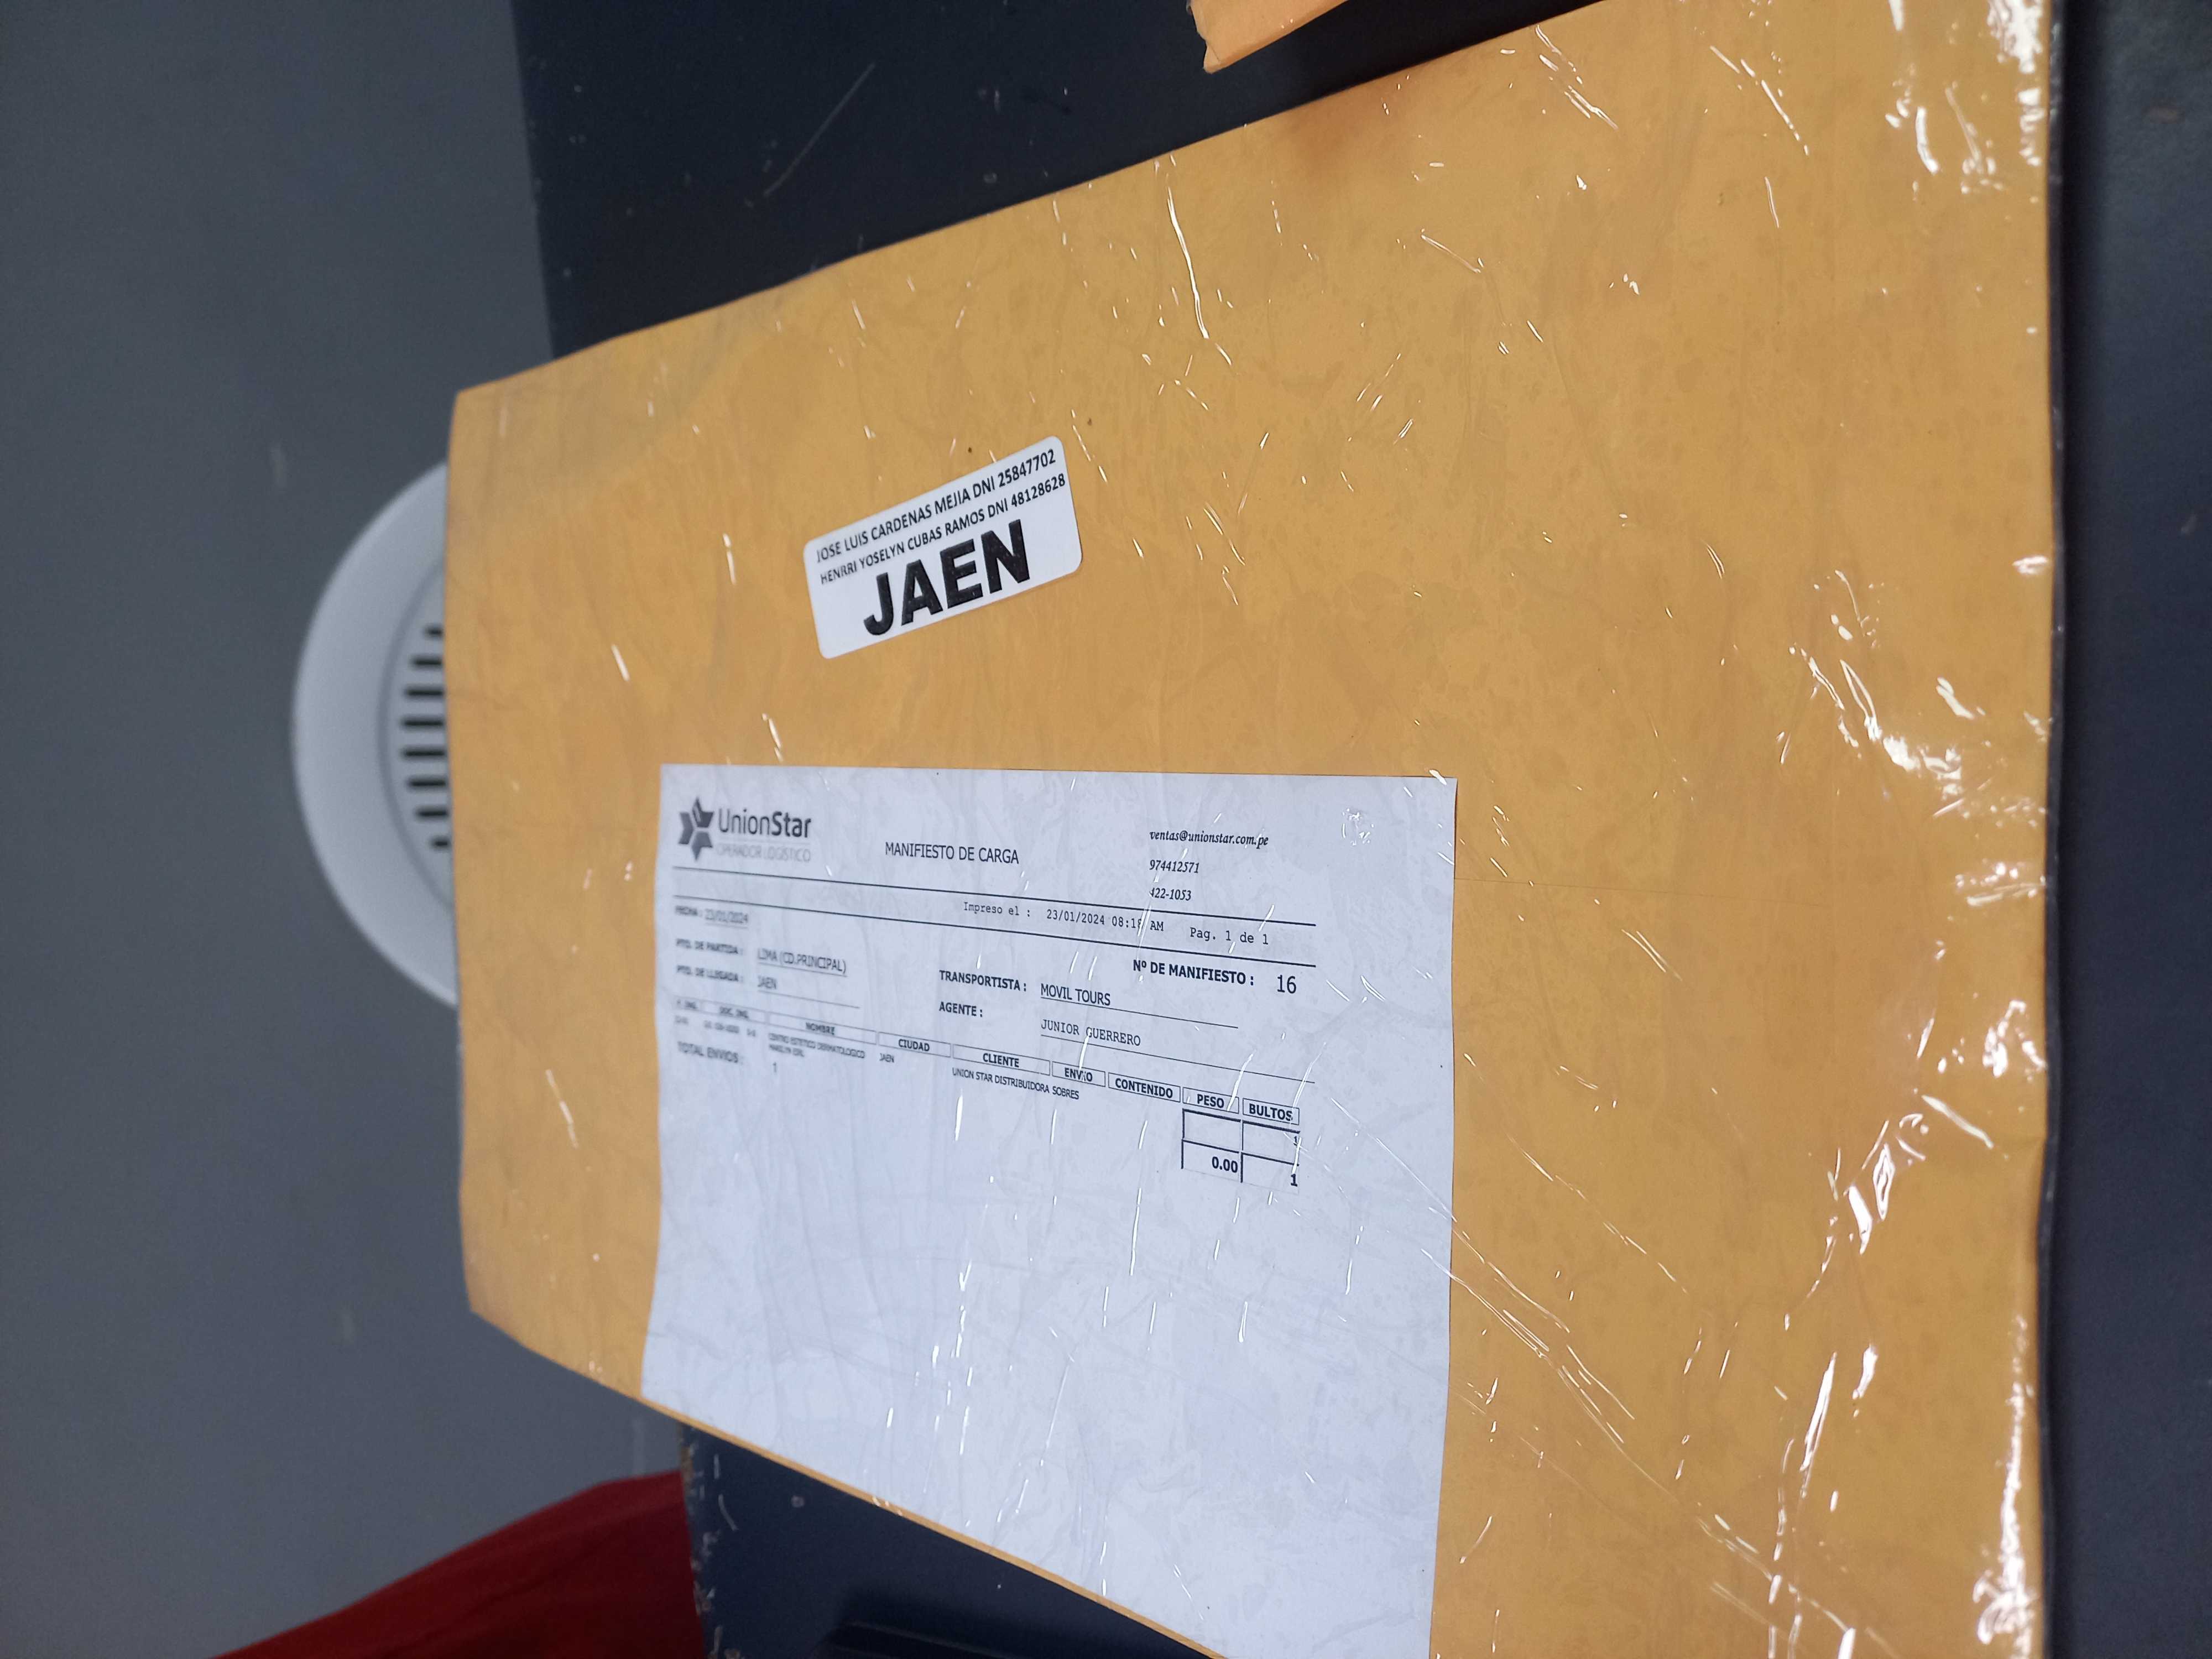 JOSE LUIS CARDENAS MEJIA DNI 25847702
HENRRI YOSELYN CUBAS RAMOS DNI 48128628
JAEN
UnionStar
OPERADOR LOGÍSTICO
MANIFIESTO DE CARGA
ventas@unionstar.com.pe
974412571
422-1053
Impreso el : 23/01/2024 AM Pag. 1 de 1
FECHA : 23/01/2024
Nº DE MANIFIESTO : 16
PTO. DE PARTIDA : LIMA (CD.PRINCIPAL)
TRANSPORTISTA : MOVIL TOURS
PTO. DE LLEGADA : JAEN
AGENTE : JUNIOR GUERRERO
NOMBRE CIUDAD CLIENTE ENVIO CONTENIDO PESO BULTOS
CENTRO ESTETICO DERMATOLOGICO JAEN UNION STAR DISTRIBUIDORA SOBRES 1
TOTAL ENVIOS : 1 0.00 1